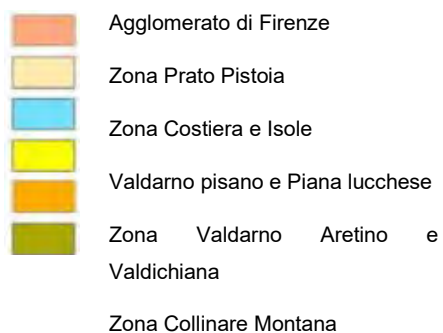 Agglomerato di Firenze
Zona Prato Pistoia
Zona Costiera e Isole
Valdarno pisano e Piana lucchese
Zona Valdarno Aretino e
Valdichiana
Zona Collinare Montana